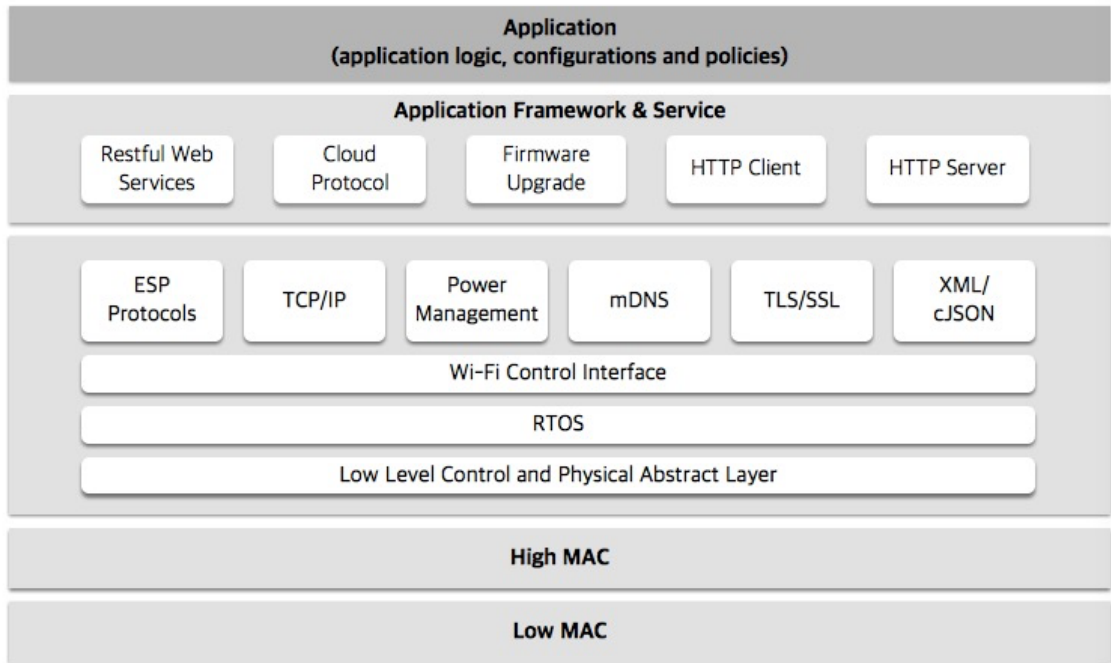 Application
(application logic, configurations and policies)
Application Framework & Service
Restful Web
Services
Cloud
Protocol
Firmware
Upgrade
HTTP Client
HTTP Server
ESP
Protocols
TCP/IP
Power
Management
mDNS
TLS/SSL
XML/
cJSON
Wi-Fi Control Interface
RTOS
Low Level Control and Physical Abstract Layer
High MAC
Low MAC